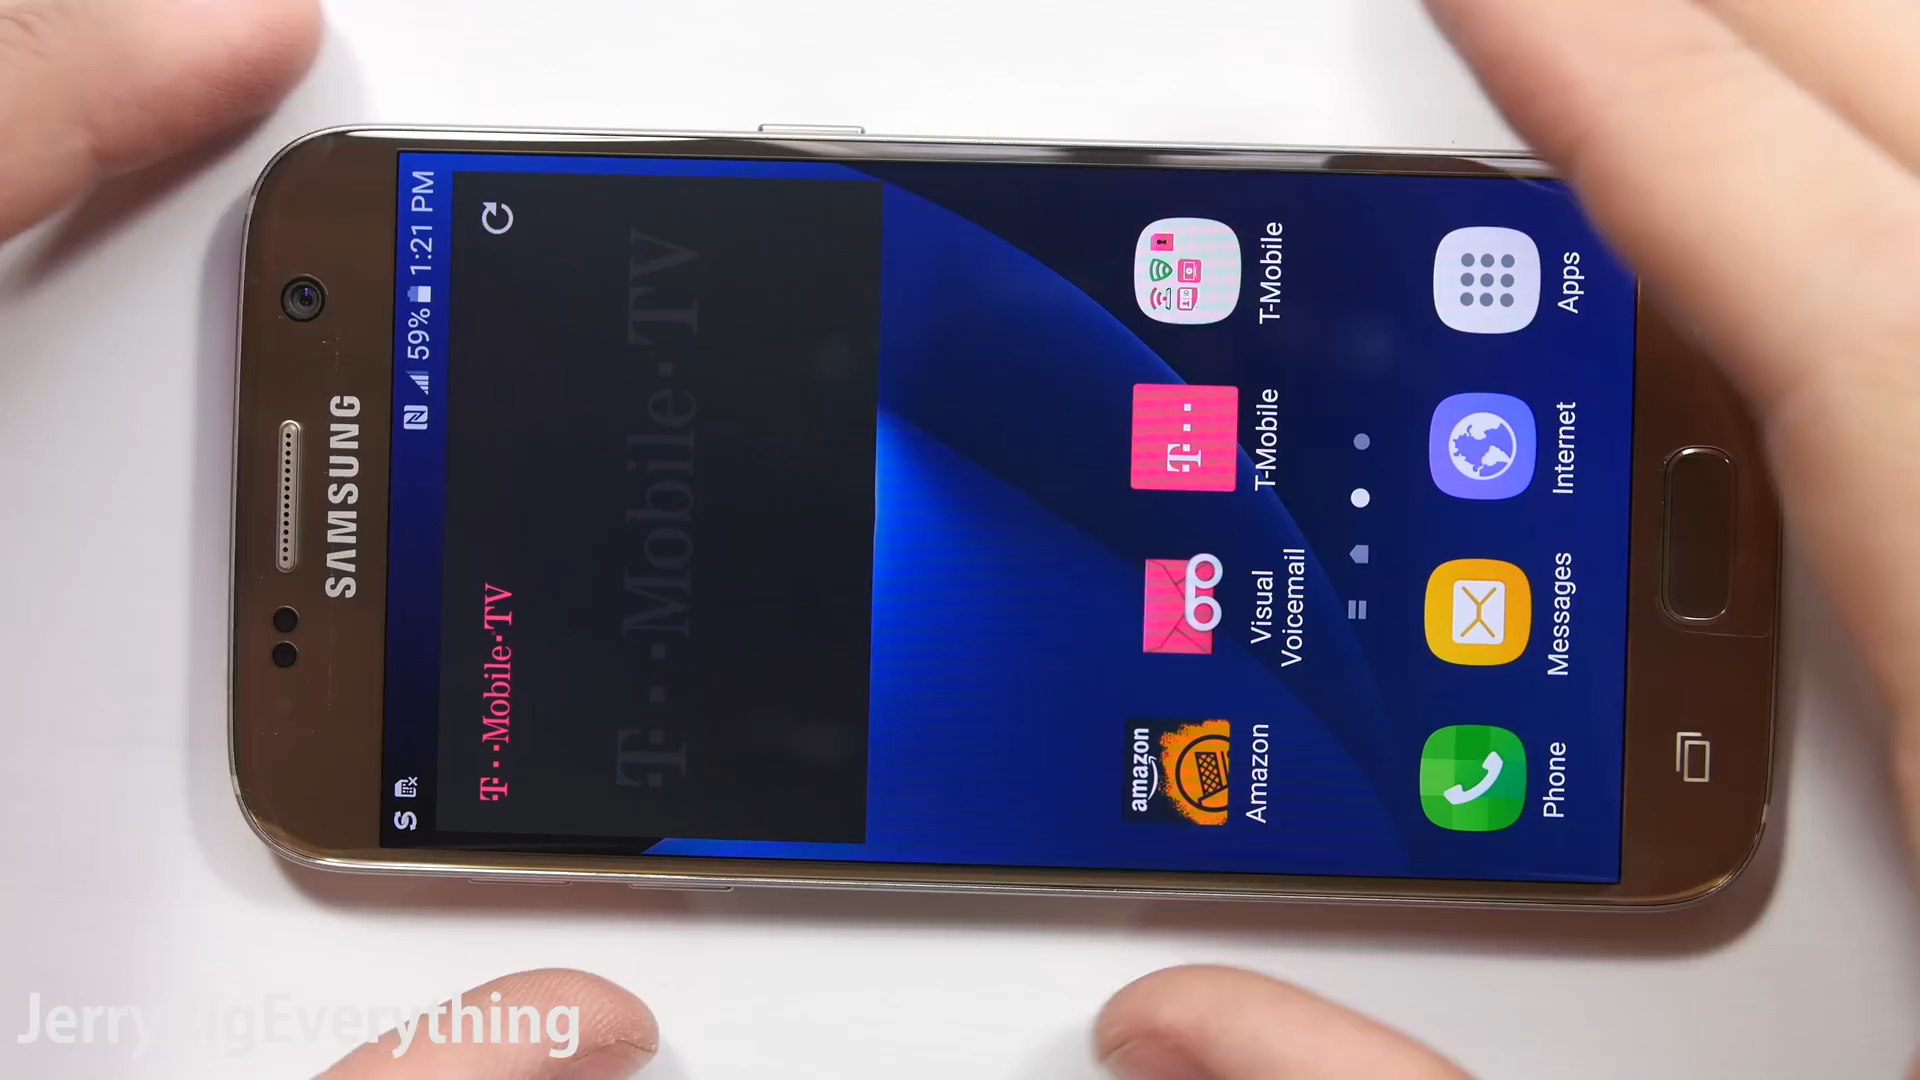 SAMSUNG
59% 1:21 PM
T··Mobile·TV
T··Mobile·TV
amazon
Amazon
Visual
Voicemail
T-Mobile
T-Mobile
Phone
Messages
Internet
Apps
JerryRigEverything